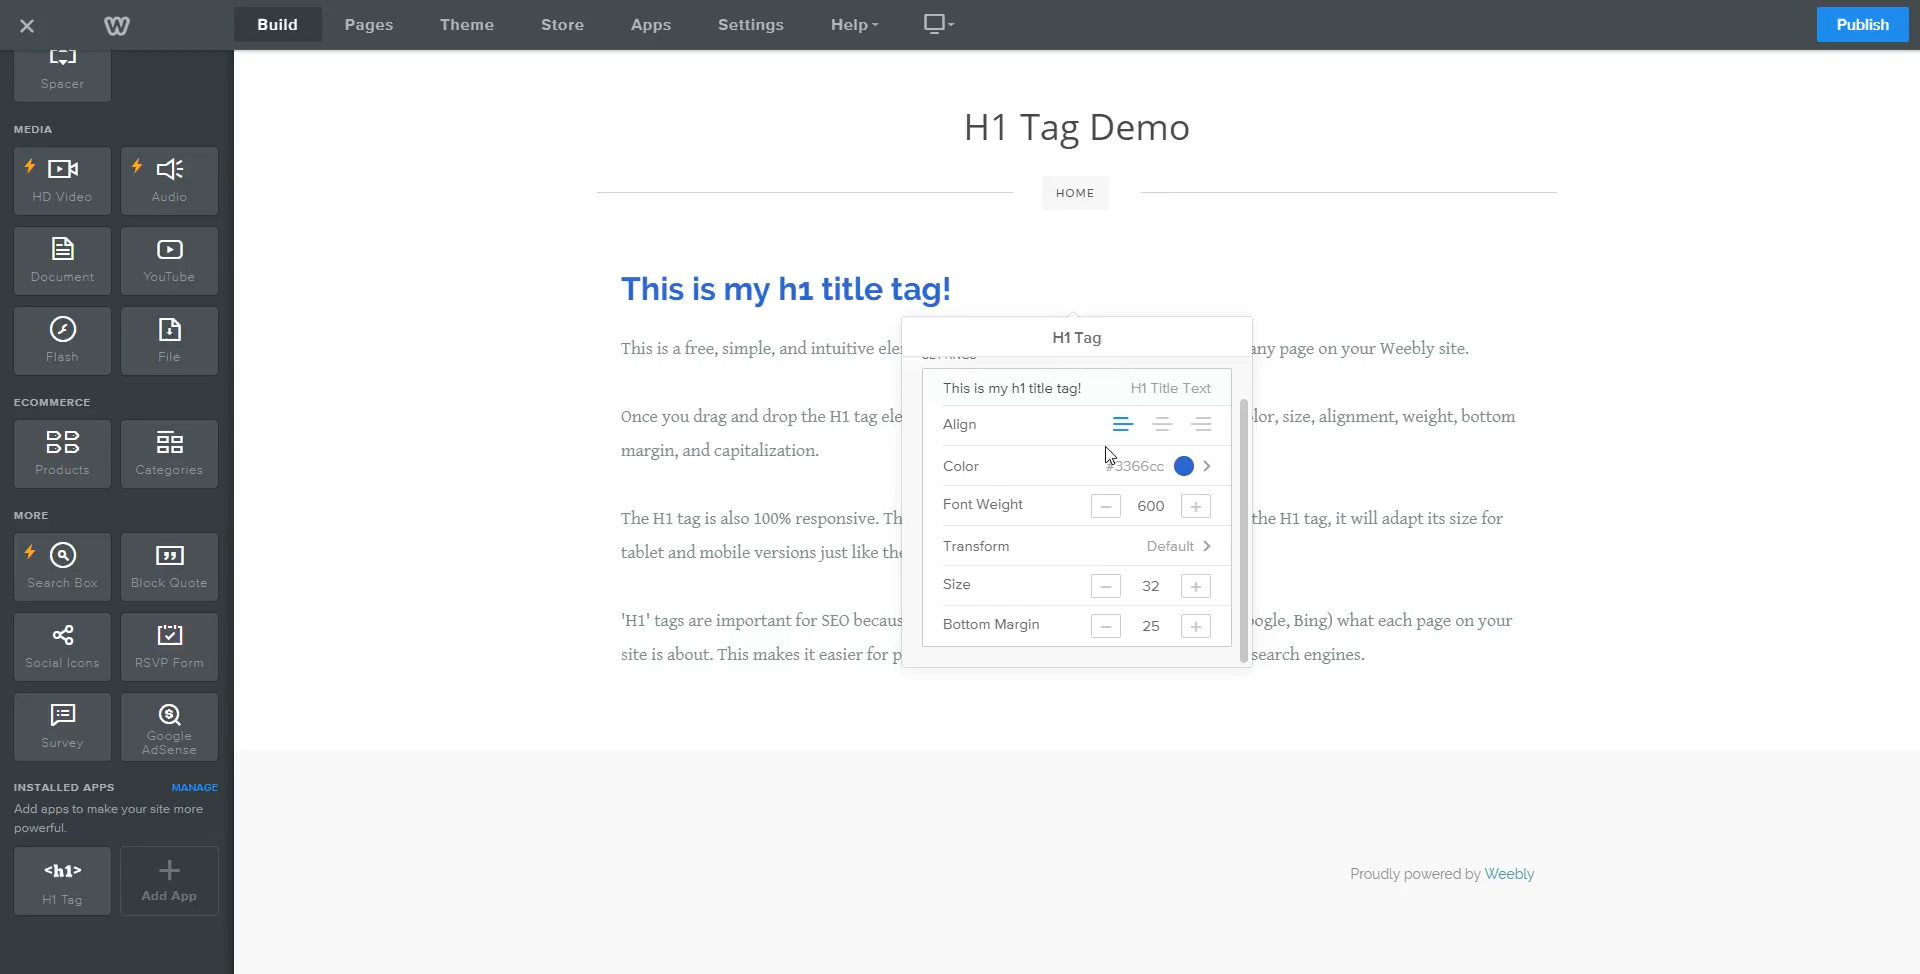 Build Pages Theme Store Apps Settings Help Publish
Spacer
MEDIA
HD Video Audio
Document YouTube
Flash File
ECOMMERCE
Products Categories
MORE
Search Box Block Quote
Social Icons RSVP Form
Survey Google AdSense
INSTALLED APPS MANAGE
Add apps to make your site more
powerful.
<h1>
H1 Tag Add App
H1 Tag Demo
HOME
This is my h1 title tag!
This is a free, simple, and intuitive any page on your Weebly site.
Once you drag and drop the H1 tag size, alignment, weight, bottom
margin, and capitalization.
The H1 tag is also 100% responsive. the H1 tag, it will adapt its size for
tablet and mobile versions just like
'H1' tags are important for SEO Bing) what each page on your
site is about. This makes it easier for search engines.
H1 Tag
This is my h1 title tag! H1 Title Text
Align
Color #3366cc
Font Weight 600
Transform Default
Size 32
Bottom Margin 25
Proudly powered by Weebly